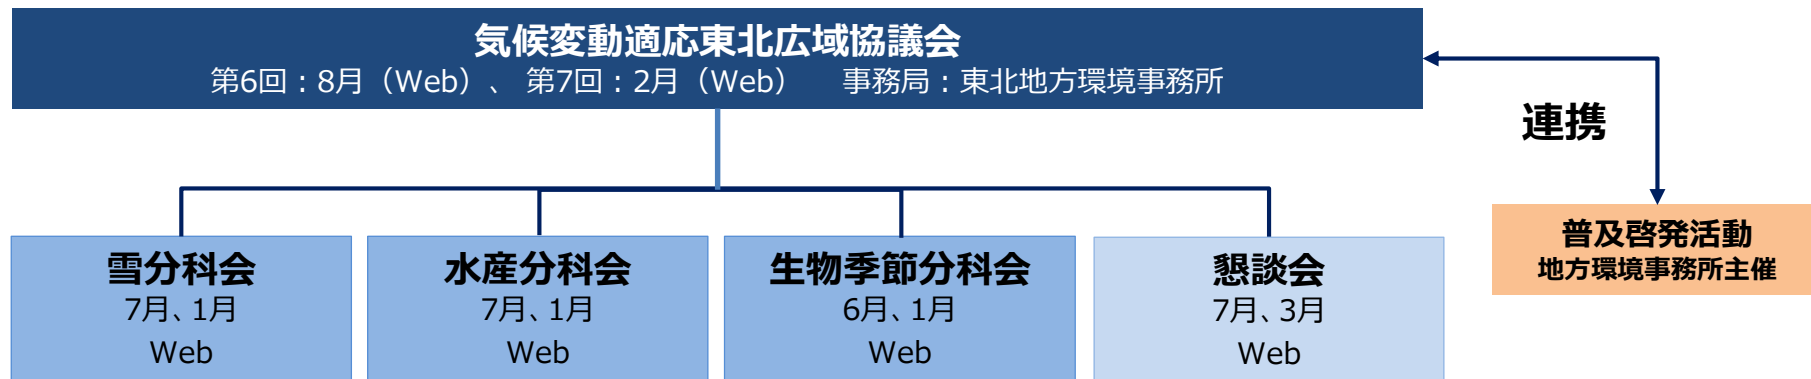 気候変動適応東北広域協議会
第6回：8月（Web）、 第7回：2月（Web）　事務局：東北地方環境事務所
連携
普及啓発活動
地方環境事務所主催
雪分科会
7月、1月
Web
水産分科会
7月、1月
Web
生物季節分科会
6月、1月
Web
懇談会
7月、3月
Web